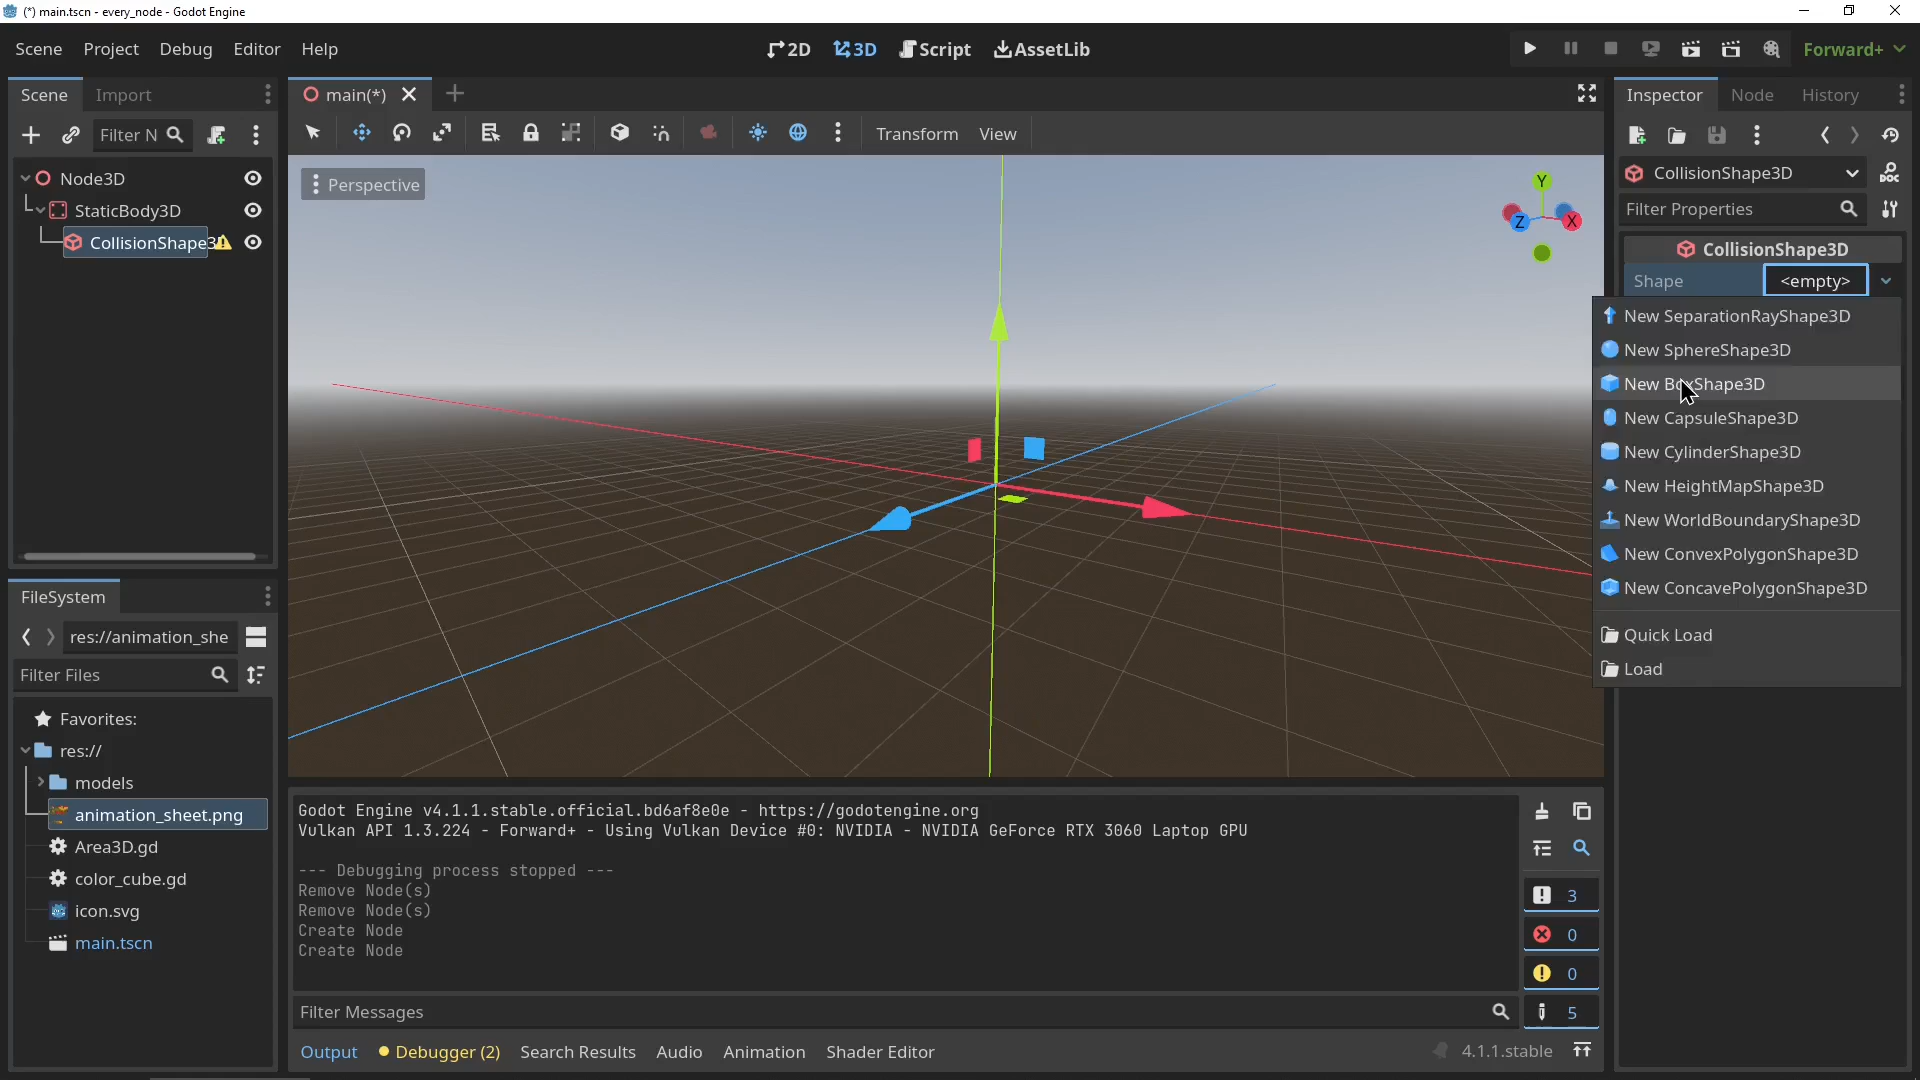 (*) main.tscn - every_node - Godot Engine
Scene Project Debug Editor Help
2D 3D Script AssetLib
Forward+
Scene Import
Filter N
Node3D
StaticBody3D
CollisionShape3D
FileSystem
res://animation_she
Filter Files
Favorites:
res://
models
animation_sheet.png
Area3D.gd
color_cube.gd
icon.svg
main.tscn
main(*)
Transform View
Perspective
Y
Z X
Godot Engine v4.1.1.stable.official.bd6af8e0e - https://godotengine.org
Vulkan API 1.3.224 - Forward+ - Using Vulkan Device #0: NVIDIA - NVIDIA GeForce RTX 3060 Laptop GPU
--- Debugging process stopped ---
Remove Node(s)
Remove Node(s)
Create Node
Create Node
3
0
0
5
Filter Messages
Output Debugger (2) Search Results Audio Animation Shader Editor
4.1.1.stable
Inspector Node History
CollisionShape3D
DOC
Filter Properties
CollisionShape3D
Shape <empty>
New SeparationRayShape3D
New SphereShape3D
New BoxShape3D
New CapsuleShape3D
New CylinderShape3D
New HeightMapShape3D
New WorldBoundaryShape3D
New ConvexPolygonShape3D
New ConcavePolygonShape3D
Quick Load
Load